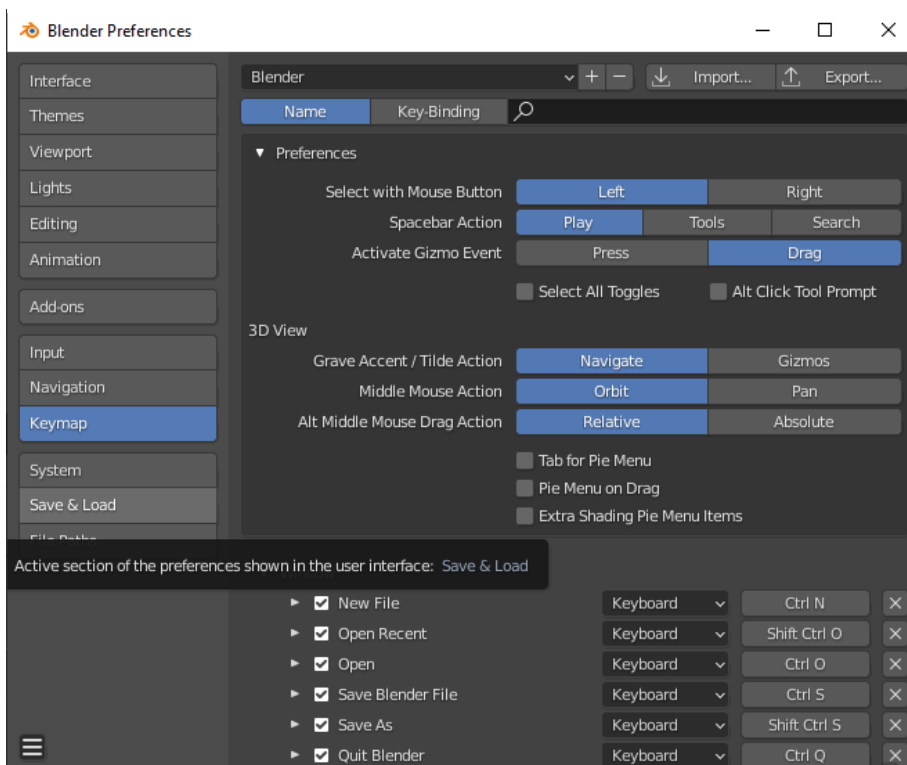 Blender Preferences
Interface
Themes
Viewport
Lights
Editing
Animation
Add-ons
Input
Navigation
Keymap
System
Save & Load
File Paths
Active section of the preferences shown in the user interface: Save & Load
Blender Import... Export...
Name Key-Binding
Preferences
Select with Mouse Button Left Right
Spacebar Action Play Tools Search
Activate Gizmo Event Press Drag
Select All Toggles Alt Click Tool Prompt
3D View
Grave Accent / Tilde Action Navigate Gizmos
Middle Mouse Action Orbit Pan
Alt Middle Mouse Drag Action Relative Absolute
Tab for Pie Menu
Pie Menu on Drag
Extra Shading Pie Menu Items
New File Keyboard Ctrl N
Open Recent Keyboard Shift Ctrl O
Open Keyboard Ctrl O
Save Blender File Keyboard Ctrl S
Save As Keyboard Shift Ctrl S
Quit Blender Keyboard Ctrl Q